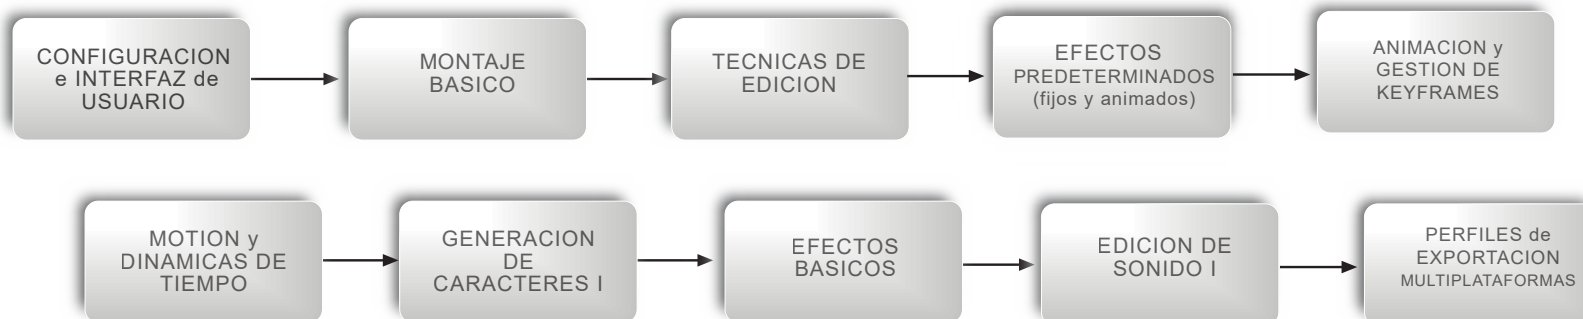 CONFIGURACION
e INTERFAZ de
USUARIO
MONTAJE
BASICO
TECNICAS DE
EDICION
EFECTOS
PREDETERMINADOS
(fijos y animados)
ANIMACION y
GESTION DE
KEYFRAMES
MOTION y
DINAMICAS DE
TIEMPO
GENERACION
DE
CARACTERES I
EFECTOS
BASICOS
EDICION DE
SONIDO I
PERFILES de
EXPORTACION
MULTIPLATAFORMAS